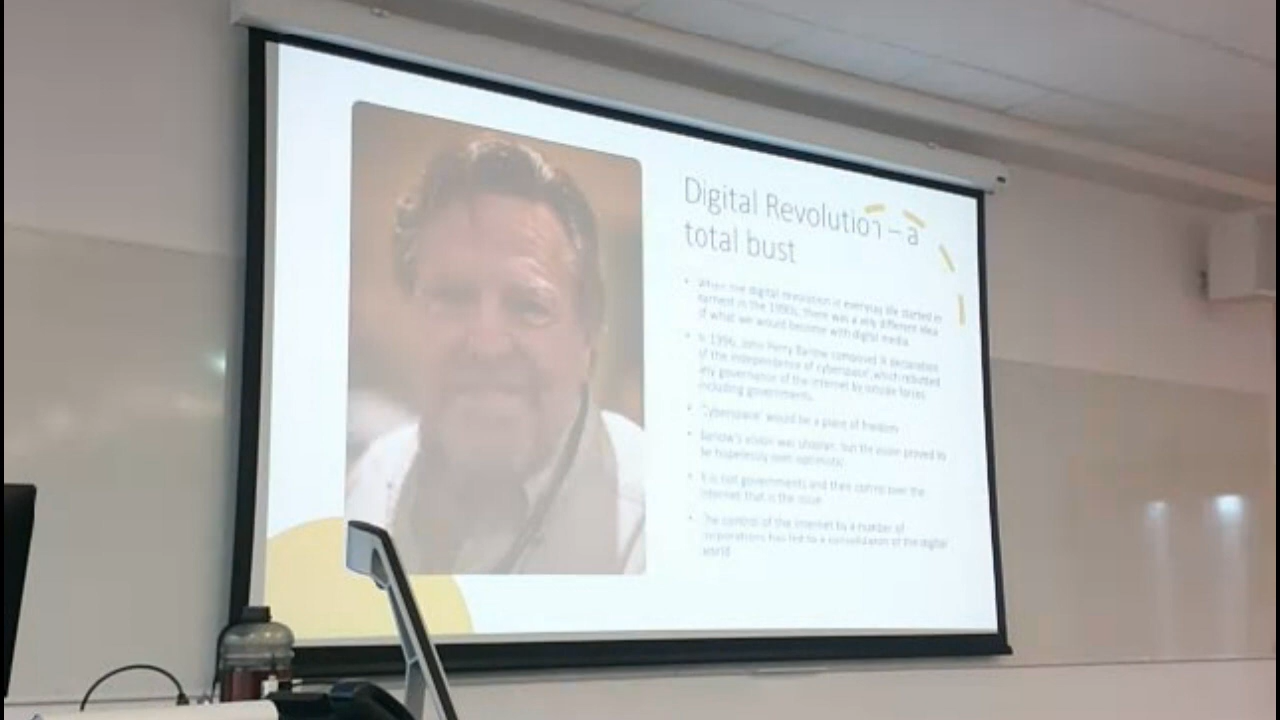 Digital Revolution – a
total bust
When the digital revolution in everyday life started in
earnest in the 1990s, there was a very different idea
of what we would become with digital media.
In 1996, John Perry Barlow composed 'A declaration
of the independence of cyberspace', which rebutted
any governance of the internet by outside forces
including governments.
'Cyberspace' would be a place of freedom
Barlow's vision was utopian, but the vision proved to
be hopelessly over-optimistic
It is not governments and their control over the
internet that is the issue
The control of the internet by a number of
corporations has led to a consolidation of the digital
world